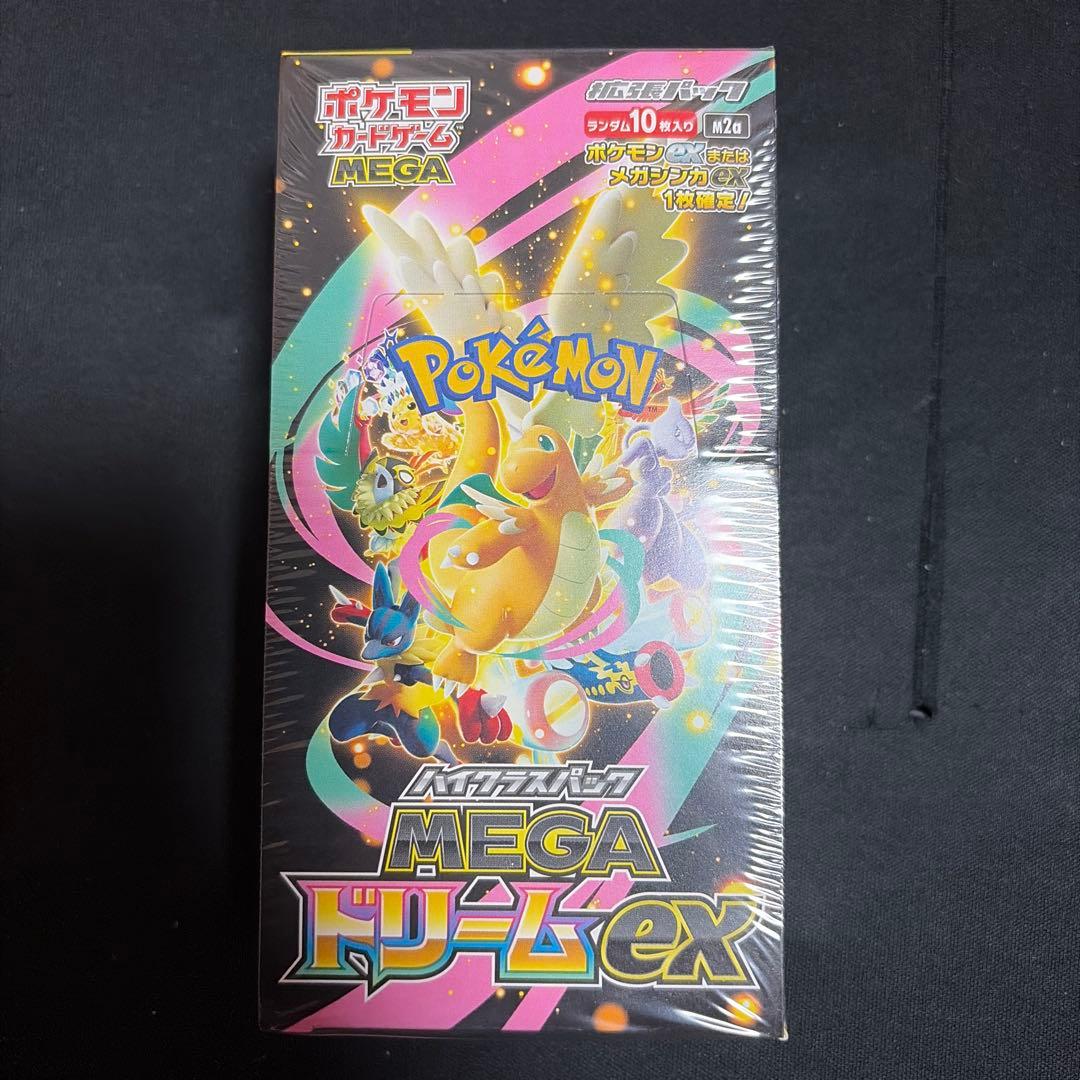 ポケモン
カードゲーム™
MEGA
拡張パック
ランダム10枚入り M2a
ポケモンexまたは
メガシンカex
1枚確定!
POKéMON
TM
ハイクラスパック
MEGA
ドリームex